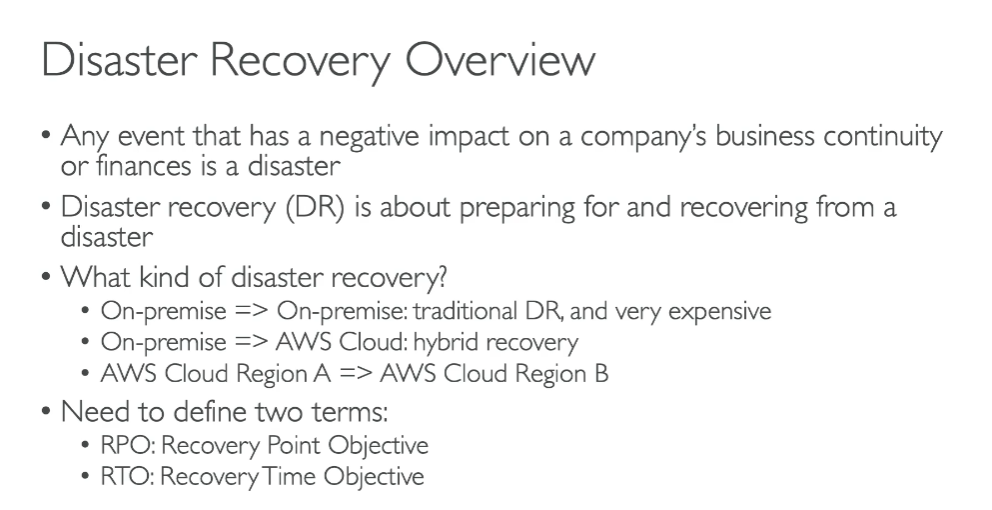 Disaster Recovery Overview
• Any event that has a negative impact on a company's business continuity
or finances is a disaster
• Disaster recovery (DR) is about preparing for and recovering from a
disaster
• What kind of disaster recovery?
• On-premise => On-premise: traditional DR, and very expensive
• On-premise => AWS Cloud: hybrid recovery
• AWS Cloud Region A => AWS Cloud Region B
• Need to define two terms:
• RPO: Recovery Point Objective
• RTO: Recovery Time Objective